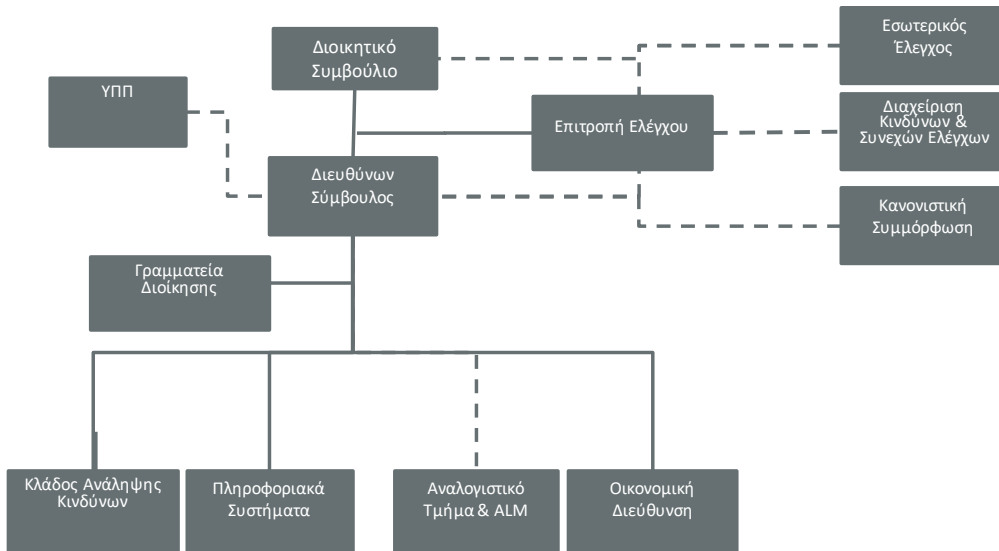 Διοικητικό
Συμβούλιο
Εσωτερικός
Έλεγχος
ΥΠΠ
Επιτροπή Ελέγχου
Διαχείριση
Κινδύνων &
Συνεχών Ελέγχων
Διευθύνων
Σύμβουλος
Κανονιστική
Συμμόρφωση
Γραμματεία
Διοίκησης
Κλάδος Ανάληψης
Κινδύνων
Πληροφοριακά
Συστήματα
Αναλογιστικό
Τμήμα & ALM
Οικονομική
Διεύθυνση